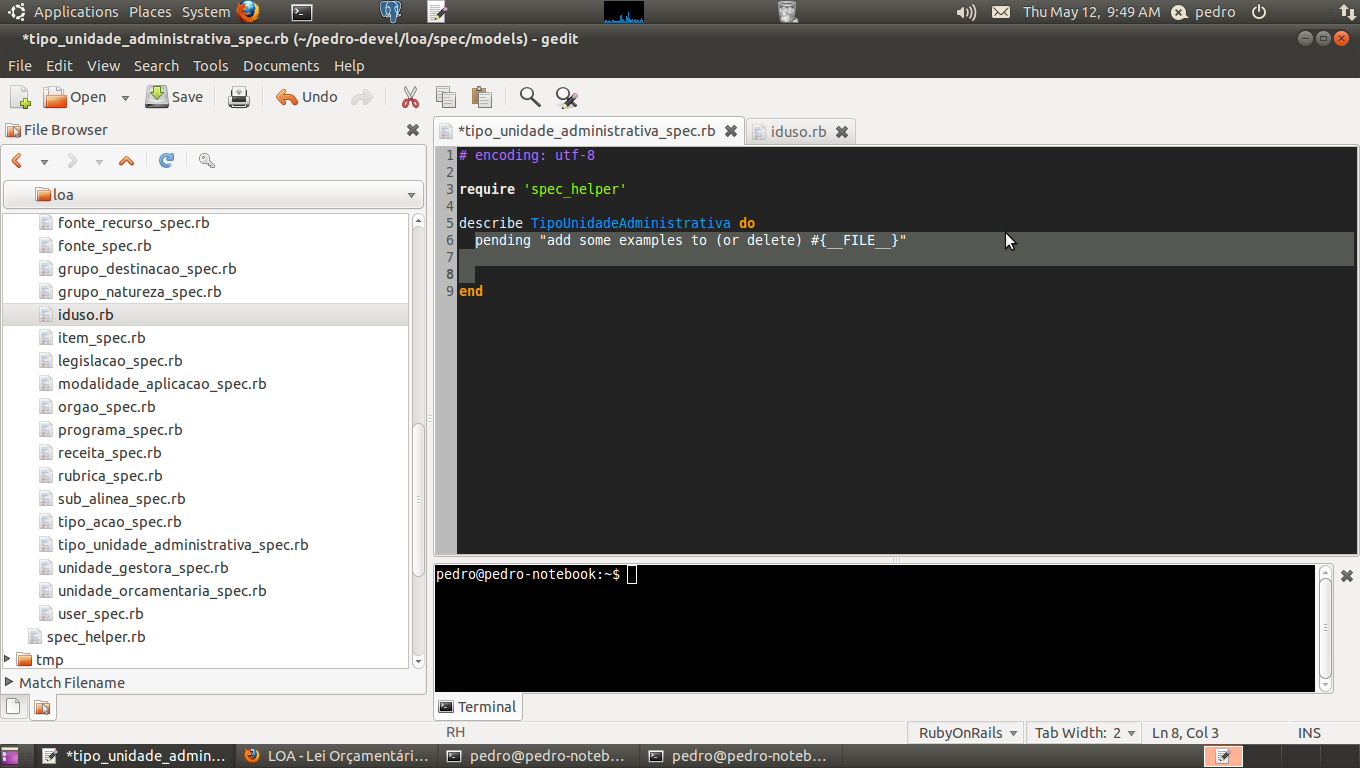 Applications Places System
Thu May 12, 9:49 AM pedro
*tipo_unidade_administrativa_spec.rb (~/pedro-devel/loa/spec/models) - gedit
File Edit View Search Tools Documents Help
Open Save Undo
File Browser
loa
fonte_recurso_spec.rb
fonte_spec.rb
grupo_destinacao_spec.rb
grupo_natureza_spec.rb
iduso.rb
item_spec.rb
legislacao_spec.rb
modalidade_aplicacao_spec.rb
orgao_spec.rb
programa_spec.rb
receita_spec.rb
rubrica_spec.rb
sub_alinea_spec.rb
tipo_acao_spec.rb
tipo_unidade_administrativa_spec.rb
unidade_gestora_spec.rb
unidade_orcamentaria_spec.rb
user_spec.rb
spec_helper.rb
tmp
Match Filename
*tipo_unidade_administrativa_spec.rb iduso.rb
1 # encoding: utf-8
2
3 require 'spec_helper'
4
5 describe TipoUnidadeAdministrativa do
6 pending "add some examples to (or delete) #{__FILE__}"
7
8
9 end
pedro@pedro-notebook:~$
Terminal
RH RubyOnRails Tab Width: 2 Ln 8, Col 3 INS
*tipo_unidade_admin... LOA - Lei Orçamentári... pedro@pedro-noteb... pedro@pedro-noteb...